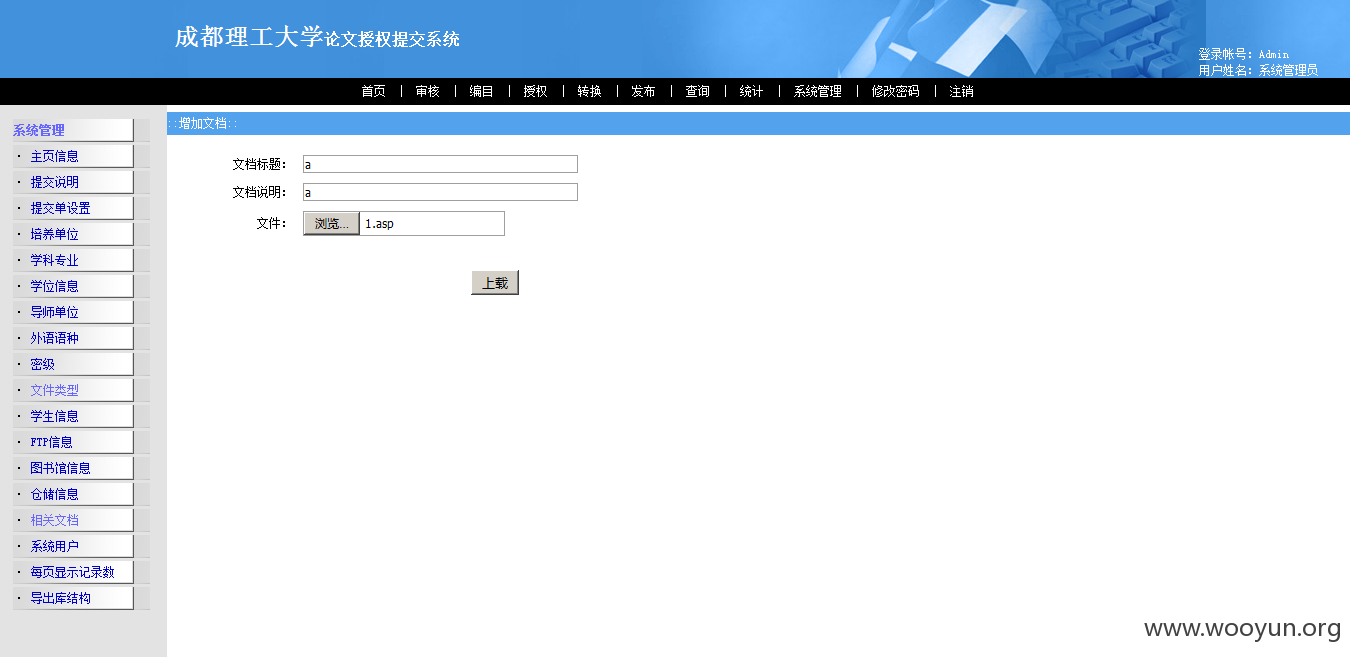 成都理工大学论文授权提交系统
登录帐号：Admin
用户姓名：系统管理员
首页 | 审核 | 编目 | 授权 | 转换 | 发布 | 查询 | 统计 | 系统管理 | 修改密码 | 注销
系统管理
· 主页信息
· 提交说明
· 提交单设置
· 培养单位
· 学科专业
· 学位信息
· 导师单位
· 外语语种
· 密级
· 文件类型
· 学生信息
· FTP信息
· 图书馆信息
· 仓储信息
· 相关文档
· 系统用户
· 每页显示记录数
· 导出库结构
::增加文档::
文档标题： a
文档说明： a
文件： 浏览... 1.asp
上载
www.wooyun.org